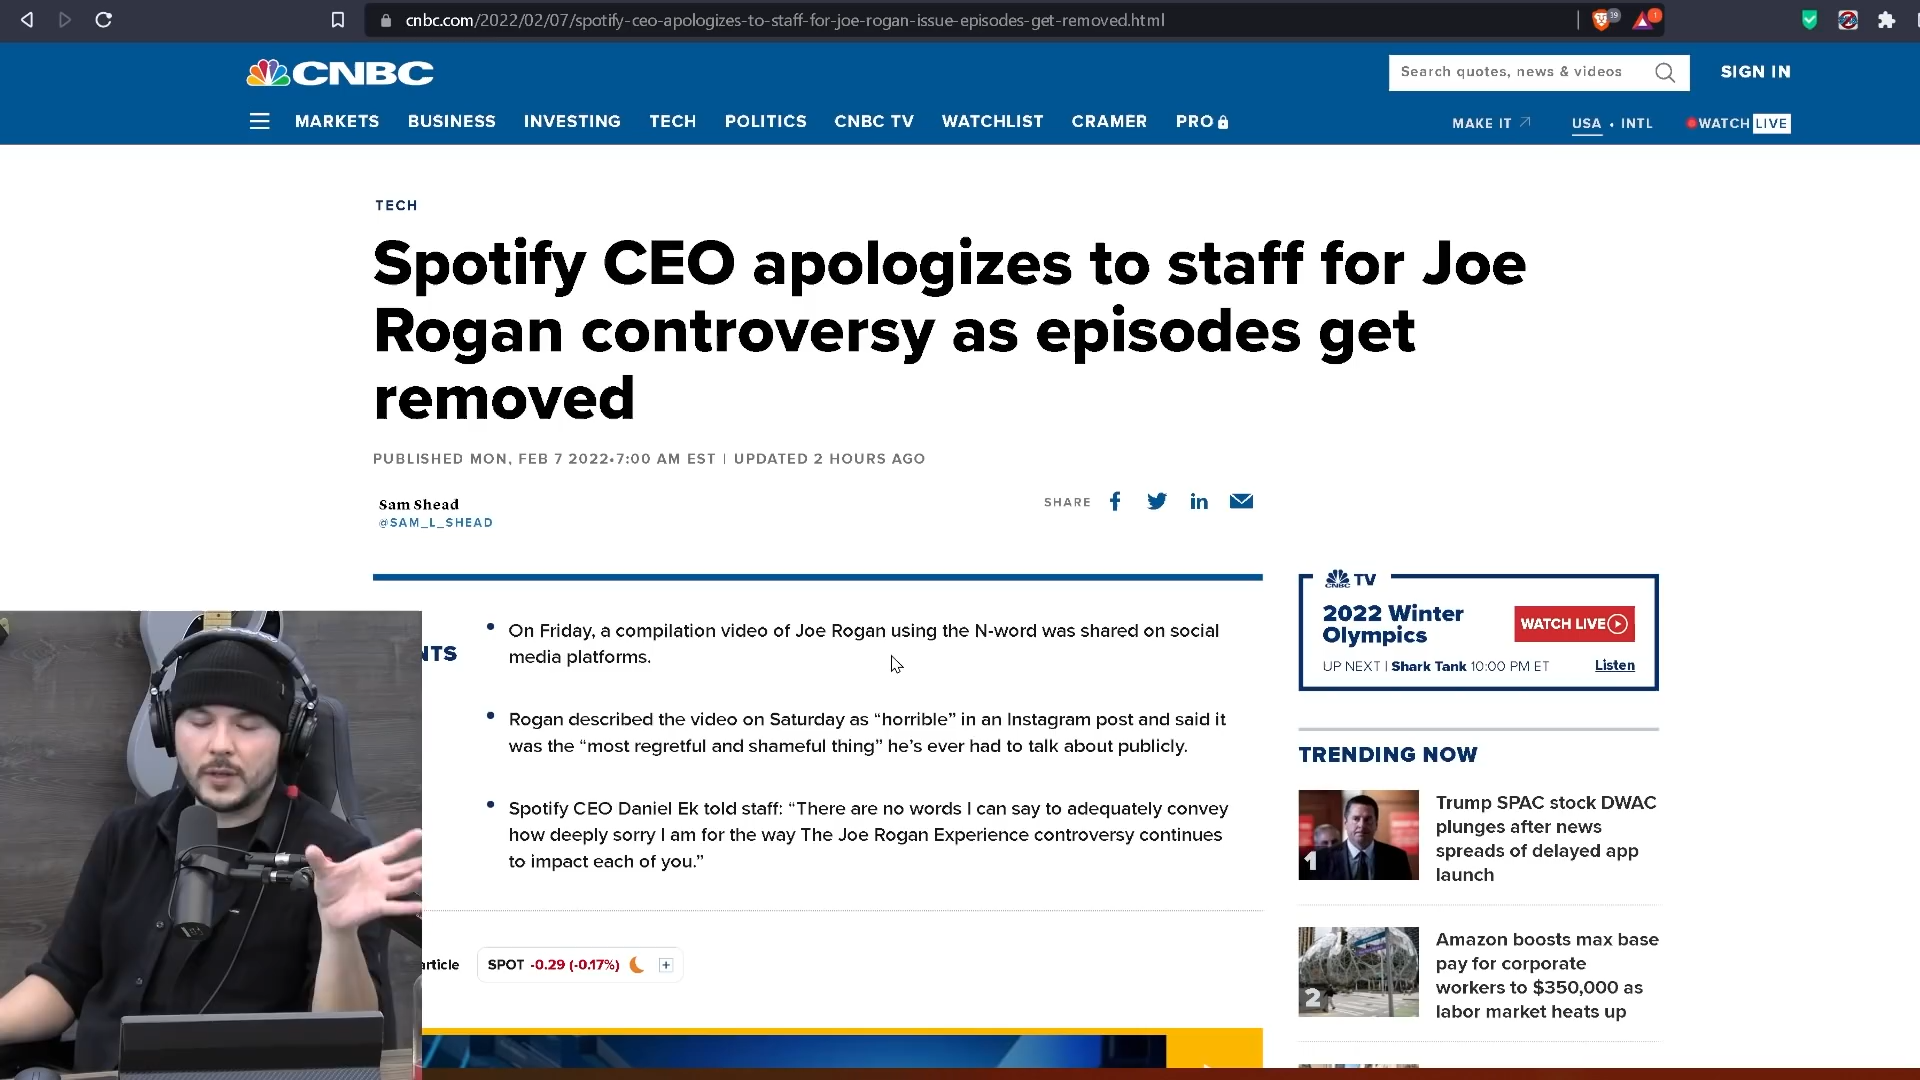 cnbc.com/2022/02/07/spotify-ceo-apologizes-to-staff-for-joe-rogan-issue-episodes-get-removed.html
19
1
CNBC
Search quotes, news & videos
SIGN IN
MARKETS BUSINESS INVESTING TECH POLITICS CNBC TV WATCHLIST CRAMER PRO
MAKE IT USA • INTL WATCH LIVE
TECH
Spotify CEO apologizes to staff for Joe
Rogan controversy as episodes get
removed
PUBLISHED MON, FEB 7 2022•7:00 AM EST | UPDATED 2 HOURS AGO
Sam Shead
@SAM_L_SHEAD
SHARE
NTS
• On Friday, a compilation video of Joe Rogan using the N-word was shared on social
media platforms.
• Rogan described the video on Saturday as “horrible” in an Instagram post and said it
was the “most regretful and shameful thing” he’s ever had to talk about publicly.
• Spotify CEO Daniel Ek told staff: “There are no words I can say to adequately convey
how deeply sorry I am for the way The Joe Rogan Experience controversy continues
to impact each of you.”
article
SPOT -0.29 (-0.17%)
CNBC TV
2022 Winter
Olympics
WATCH LIVE
UP NEXT | Shark Tank 10:00 PM ET
Listen
TRENDING NOW
1
Trump SPAC stock DWAC
plunges after news
spreads of delayed app
launch
2
Amazon boosts max base
pay for corporate
workers to $350,000 as
labor market heats up